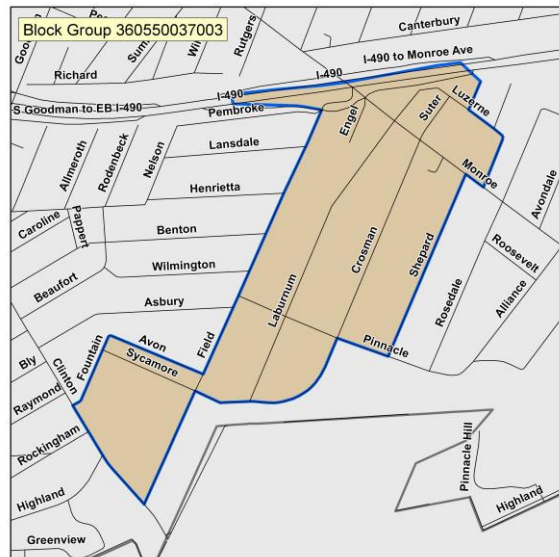 Block Group 360550037003
Canterbury
Rutgers
Richard
I-490 to Monroe Ave
I-490
I-490
S Goodman to EB I-490
Pembroke
Engel
Suter
Luzerne
Lansdale
Allmeroth
Rodenbeck
Nelson
Henrietta
Monroe
Avondale
Caroline
Pappert
Benton
Crosman
Shepard
Roosevelt
Wilmington
Beaufort
Laburnum
Rosedale
Alliance
Asbury
Bly
Clinton
Fountain
Avon
Sycamore
Field
Pinnacle
Raymond
Rockingham
Pinnacle Hill
Highland
Highland
Greenview